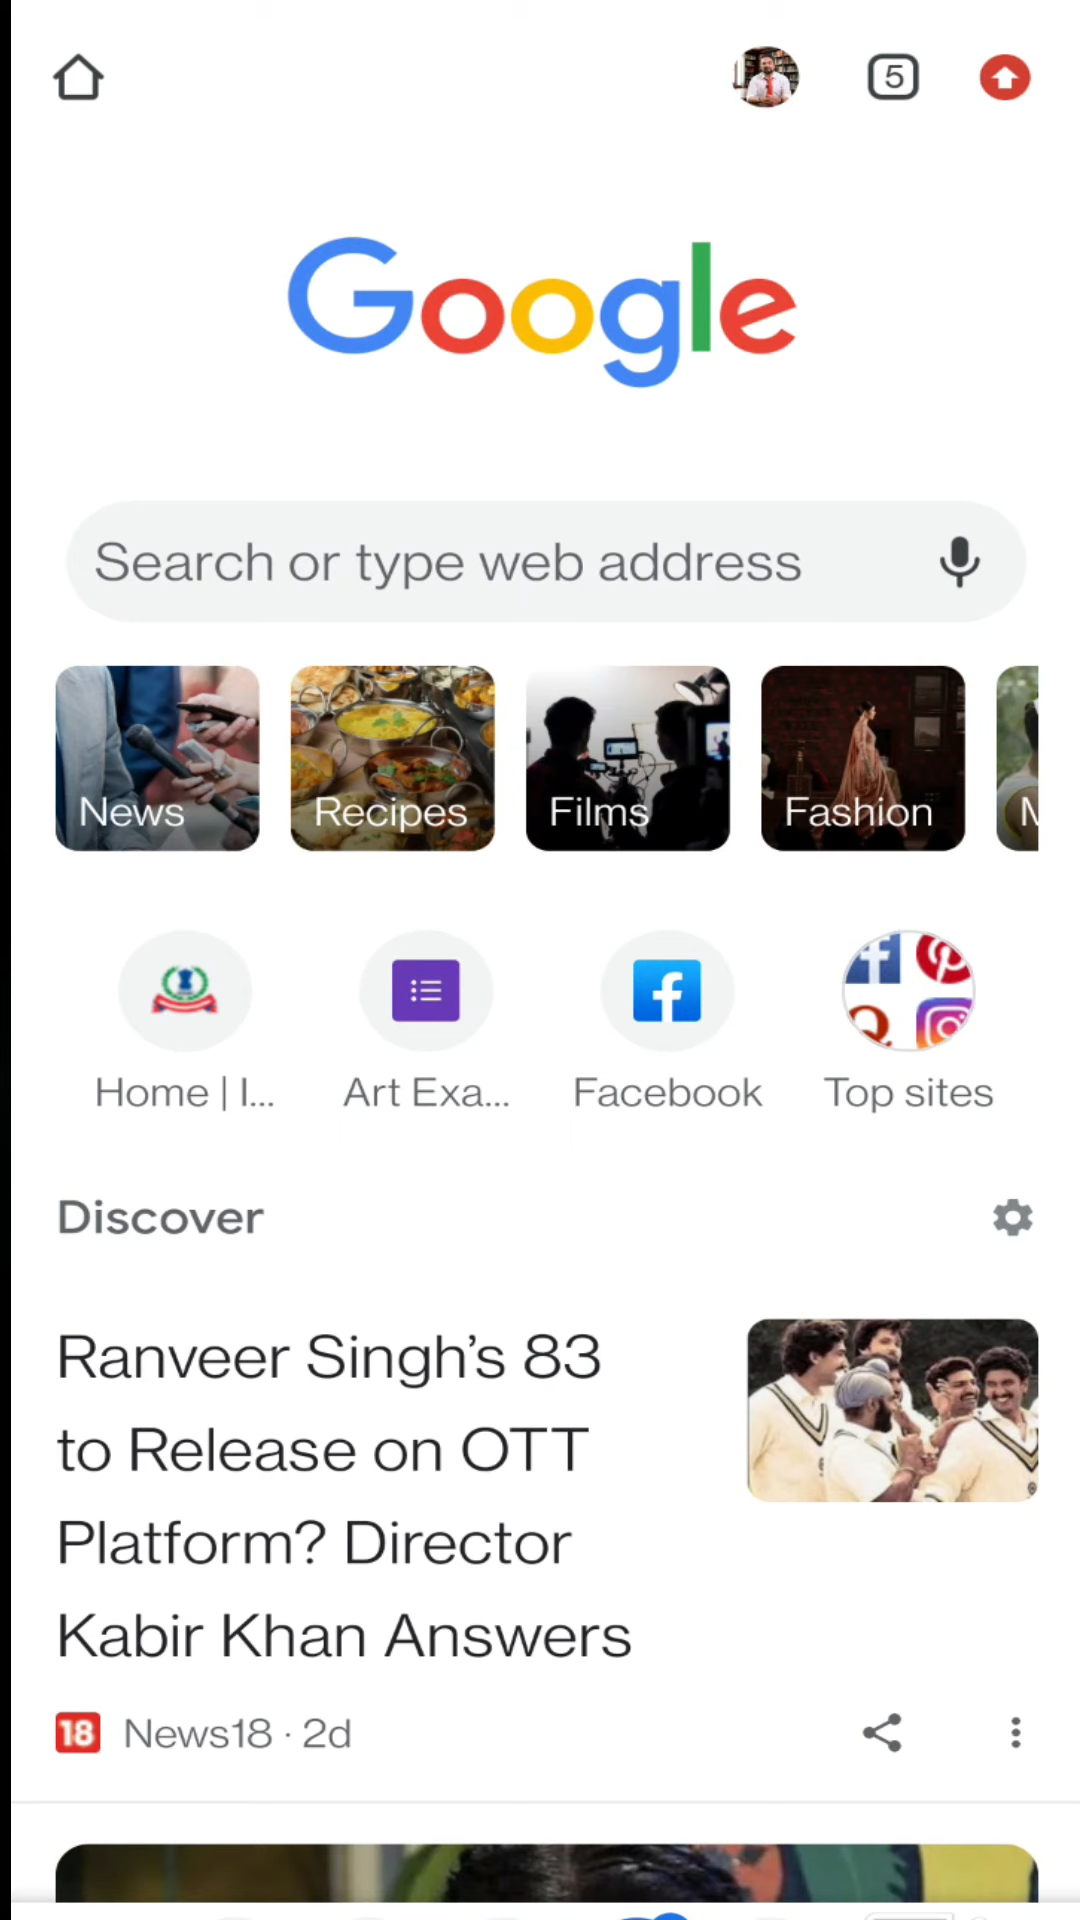 5
Google
Search or type web address
News
Recipes
Films
Fashion
M
Home | I...
Art Exa...
Facebook
Top sites
Discover
Ranveer Singh's 83
to Release on OTT
Platform? Director
Kabir Khan Answers
18 News18 · 2d